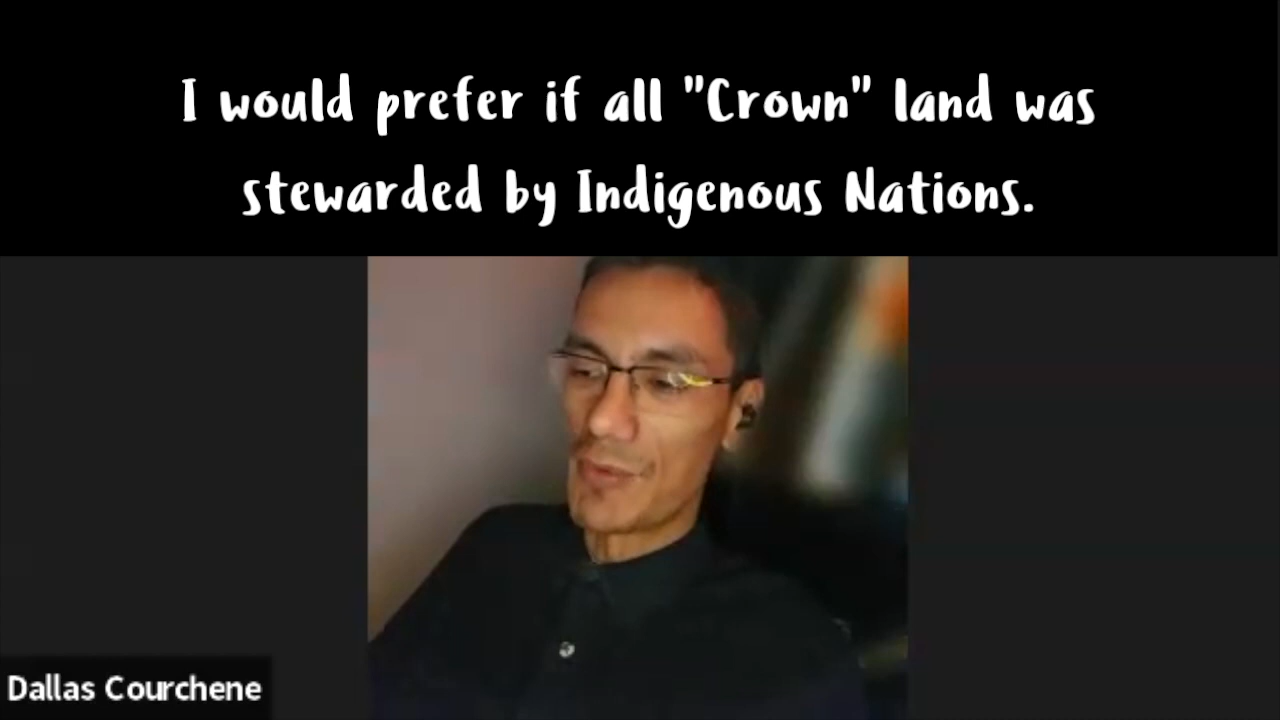 I would prefer if all "Crown" land was
stewarded by Indigenous Nations.
Dallas Courchene